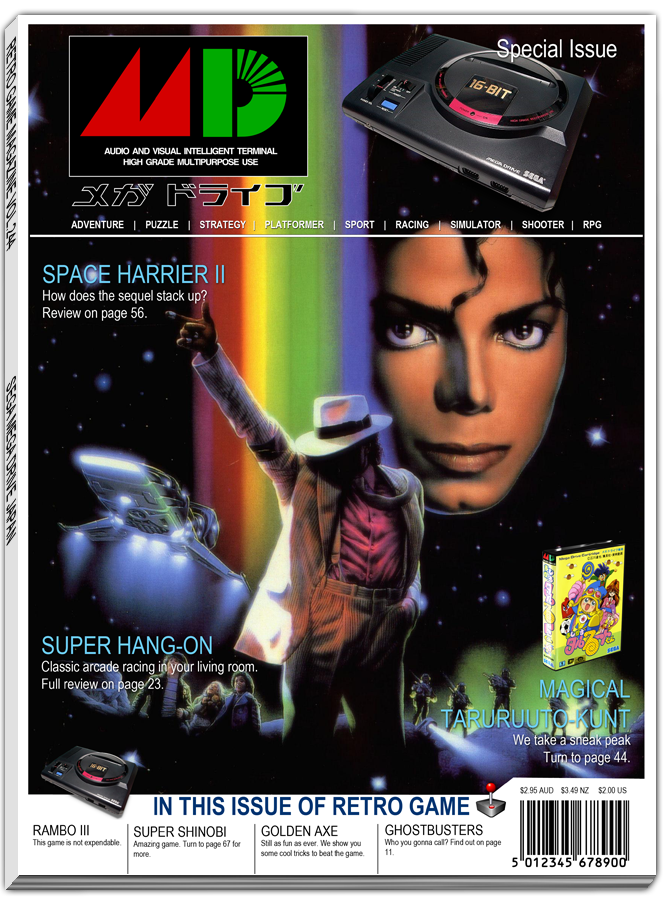 Special Issue
16-BIT
MEGA DRIVE SEGA
MD
AUDIO AND VISUAL INTELLIGENT TERMINAL
HIGH GRADE MULTIPURPOSE USE
メガ ドライブ
ADVENTURE | PUZZLE | STRATEGY | PLATFORMER | SPORT | RACING | SIMULATOR | SHOOTER | RPG
SPACE HARRIER II
How does the sequel stack up?
Review on page 56.
SUPER HANG-ON
Classic arcade racing in your living room.
Full review on page 23.
SEGA
MAGICAL
TARURUUTO-KUNT
We take a sneak peak
Turn to page 44.
16-BIT
IN THIS ISSUE OF RETRO GAME
$2.95 AUD $3.49 NZ $2.00 US
RAMBO III
This game is not expendable.
SUPER SHINOBI
Amazing game. Turn to page 67 for
more.
GOLDEN AXE
Still as fun as ever. We show you
some cool tricks to beat the game.
GHOSTBUSTERS
Who you gonna call? Find out on page
11.
5 012345 678900
SEGA MEGA DRIVE JAPAN